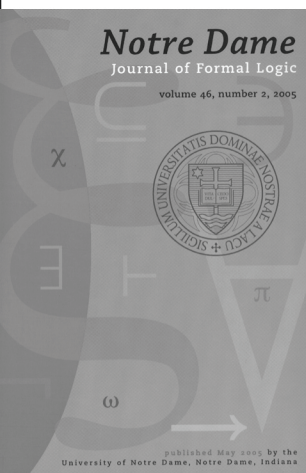 Notre Dame
Journal of Formal Logic
volume 46, number 2, 2005
χ
SIGILLUM UNIVERSITATIS DOMINAE NOSTRAE A LACU
π
ω
published May 2005 by the
University of Notre Dame, Notre Dame, Indiana